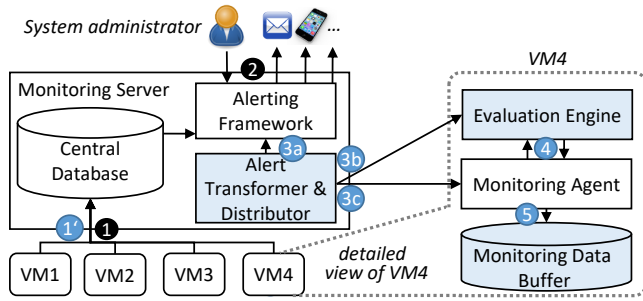 System administrator
...
VM4
2
Monitoring Server
Alerting
Framework
Evaluation Engine
Central
Database
3a
3b
4
Alert
Transformer &
Distributor
3c
Monitoring Agent
1‘
1
5
VM1
VM2
VM3
VM4
detailed
view of VM4
Monitoring Data
Buffer